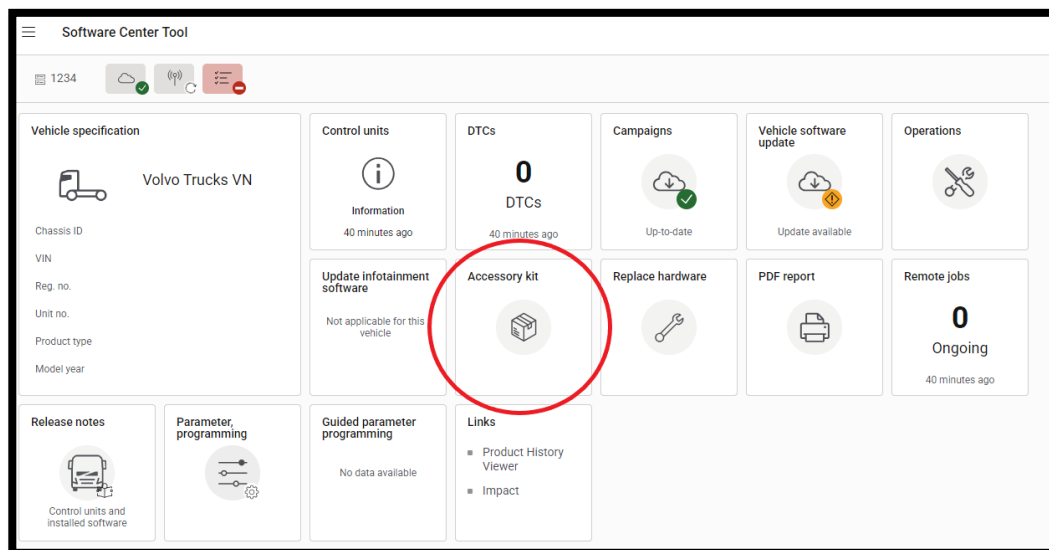 Software Center Tool
1234
Vehicle specification
Volvo Trucks VN
Chassis ID
VIN
Reg. no.
Unit no.
Product type
Model year
Control units
Information
40 minutes ago
DTCs
0
DTCs
40 minutes ago
Campaigns
Up-to-date
Vehicle software
update
Update available
Operations
Update infotainment
software
Not applicable for this
vehicle
Accessory kit
Replace hardware
PDF report
Remote jobs
0
Ongoing
40 minutes ago
Release notes
Control units and
installed software
Parameter,
programming
Guided parameter
programming
No data available
Links
Product History
Viewer
Impact